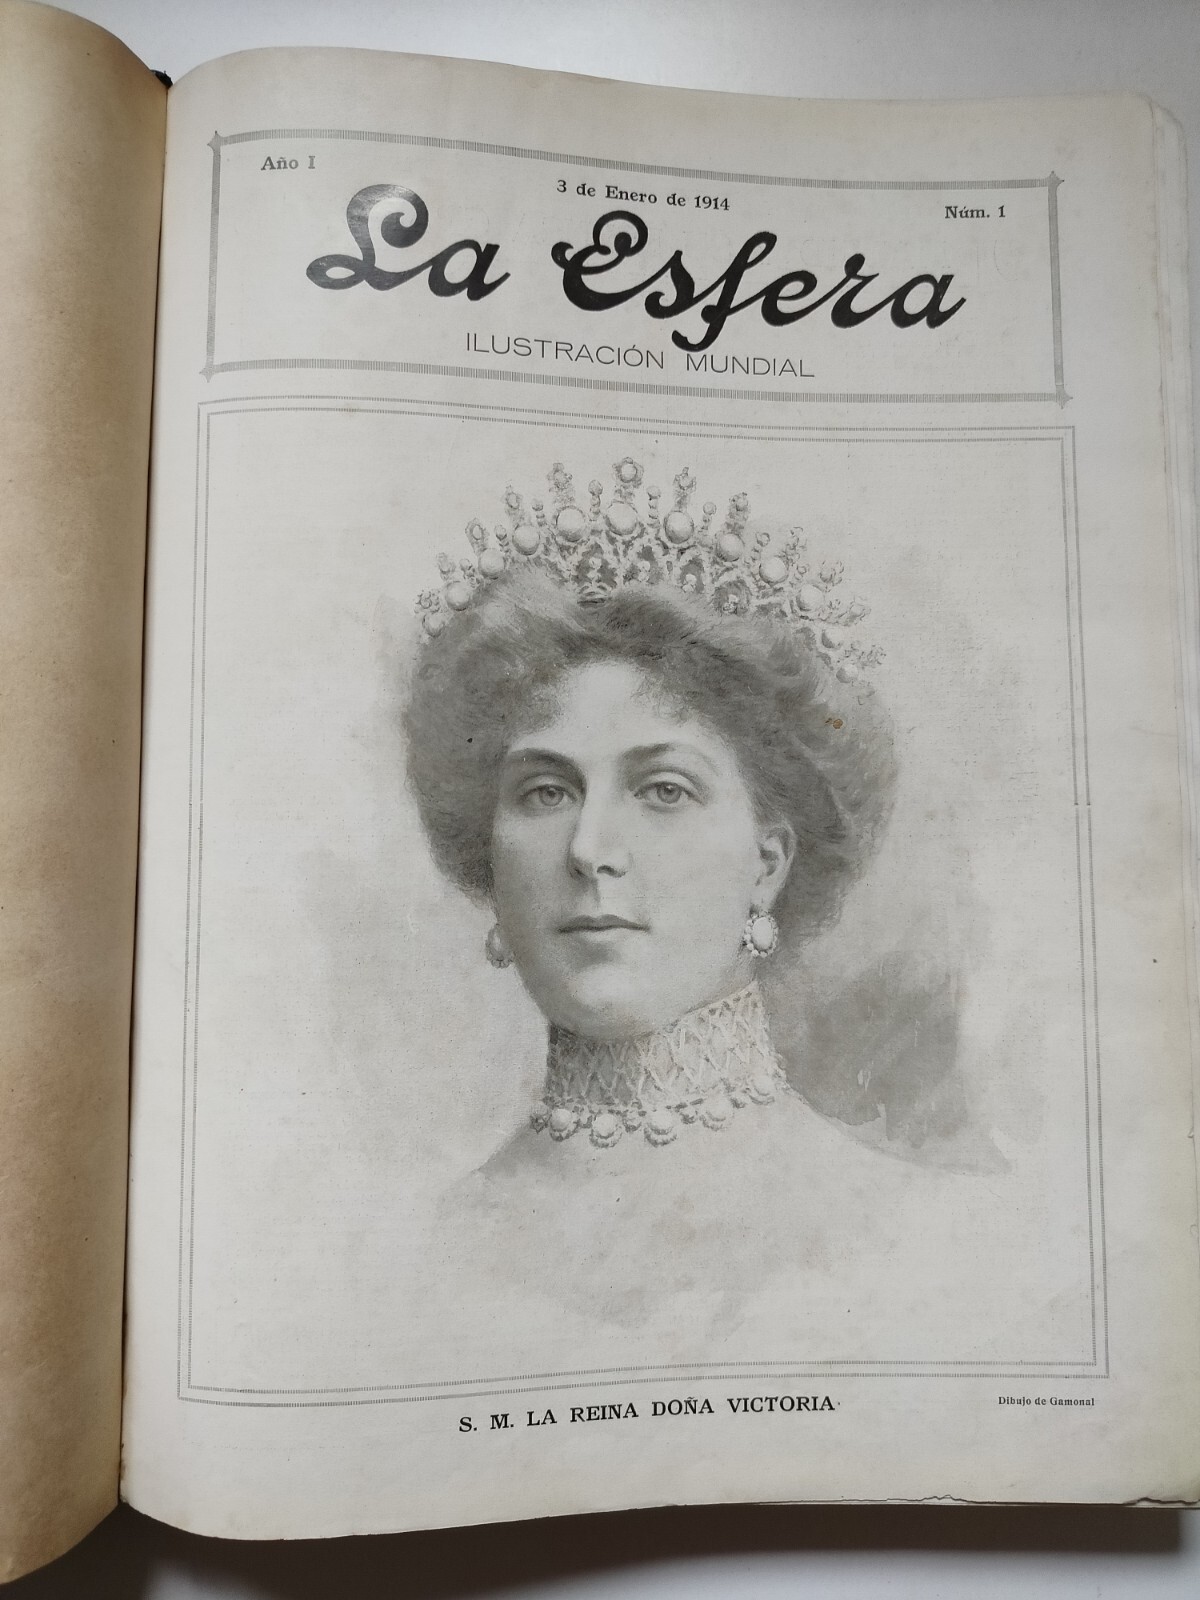 Año I
3 de Enero de 1914
Núm. 1
La Esfera
ILUSTRACIÓN MUNDIAL
S. M. LA REINA DOÑA VICTORIA
Dibujo de Gamonal